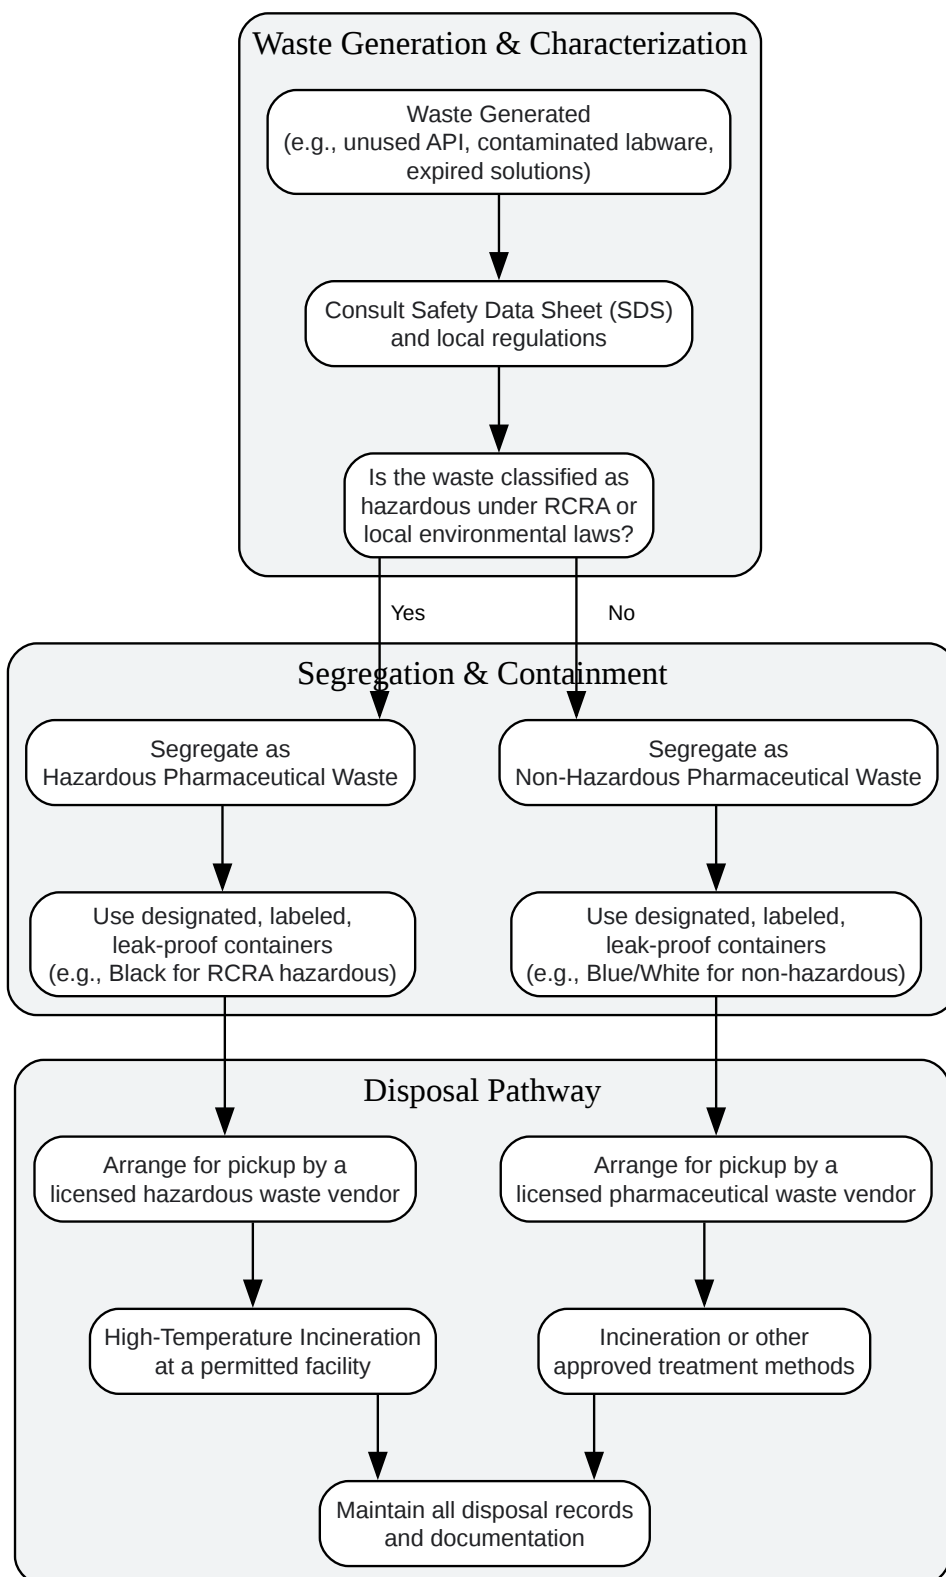 Waste Generation & Characterization
Waste Generated
(e.g., unused API, contaminated labware,
expired solutions)
Consult Safety Data Sheet (SDS)
and local regulations
Is the waste classified as
hazardous under RCRA or
local environmental laws?
Yes
No
Segregation & Containment
Segregate as
Hazardous Pharmaceutical Waste
Segregate as
Non-Hazardous Pharmaceutical Waste
Use designated, labeled,
leak-proof containers
(e.g., Black for RCRA hazardous)
Use designated, labeled,
leak-proof containers
(e.g., Blue/White for non-hazardous)
Disposal Pathway
Arrange for pickup by a
licensed hazardous waste vendor
Arrange for pickup by a
licensed pharmaceutical waste vendor
High-Temperature Incineration
at a permitted facility
Incineration or other
approved treatment methods
Maintain all disposal records
and documentation